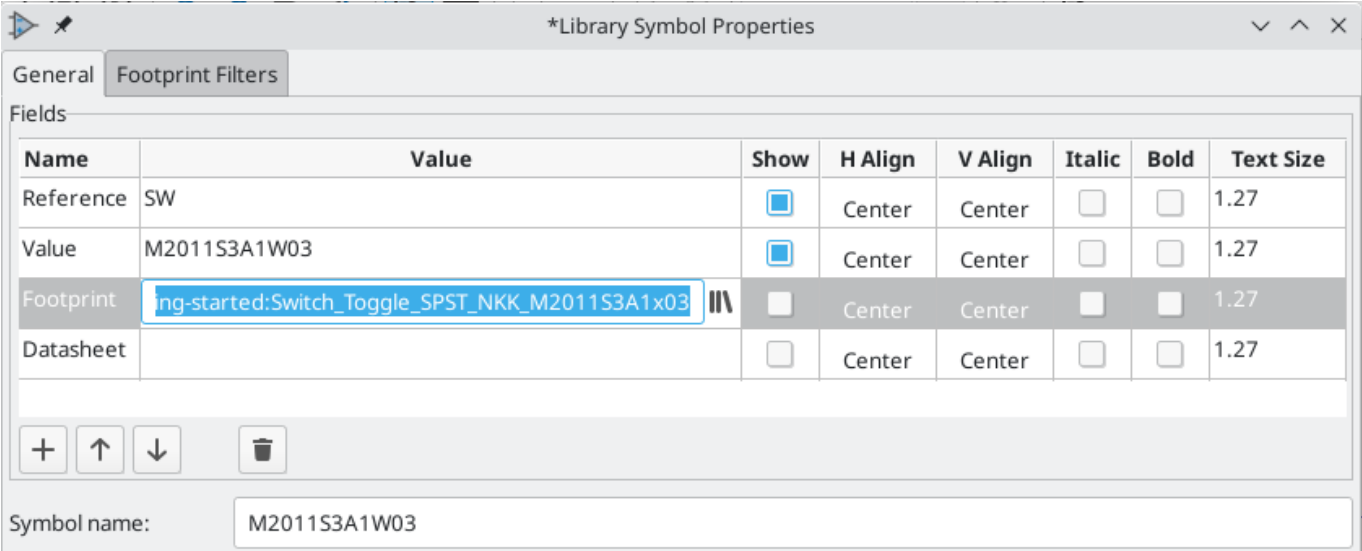 *Library Symbol Properties
General Footprint Filters
Fields
Name Value Show H Align V Align Italic Bold Text Size
Reference SW Center Center 1.27
Value M2011S3A1W03 Center Center 1.27
Footprint ing-started:Switch_Toggle_SPST_NKK_M2011S3A1x03 Center Center 1.27
Datasheet Center Center 1.27
Symbol name: M2011S3A1W03